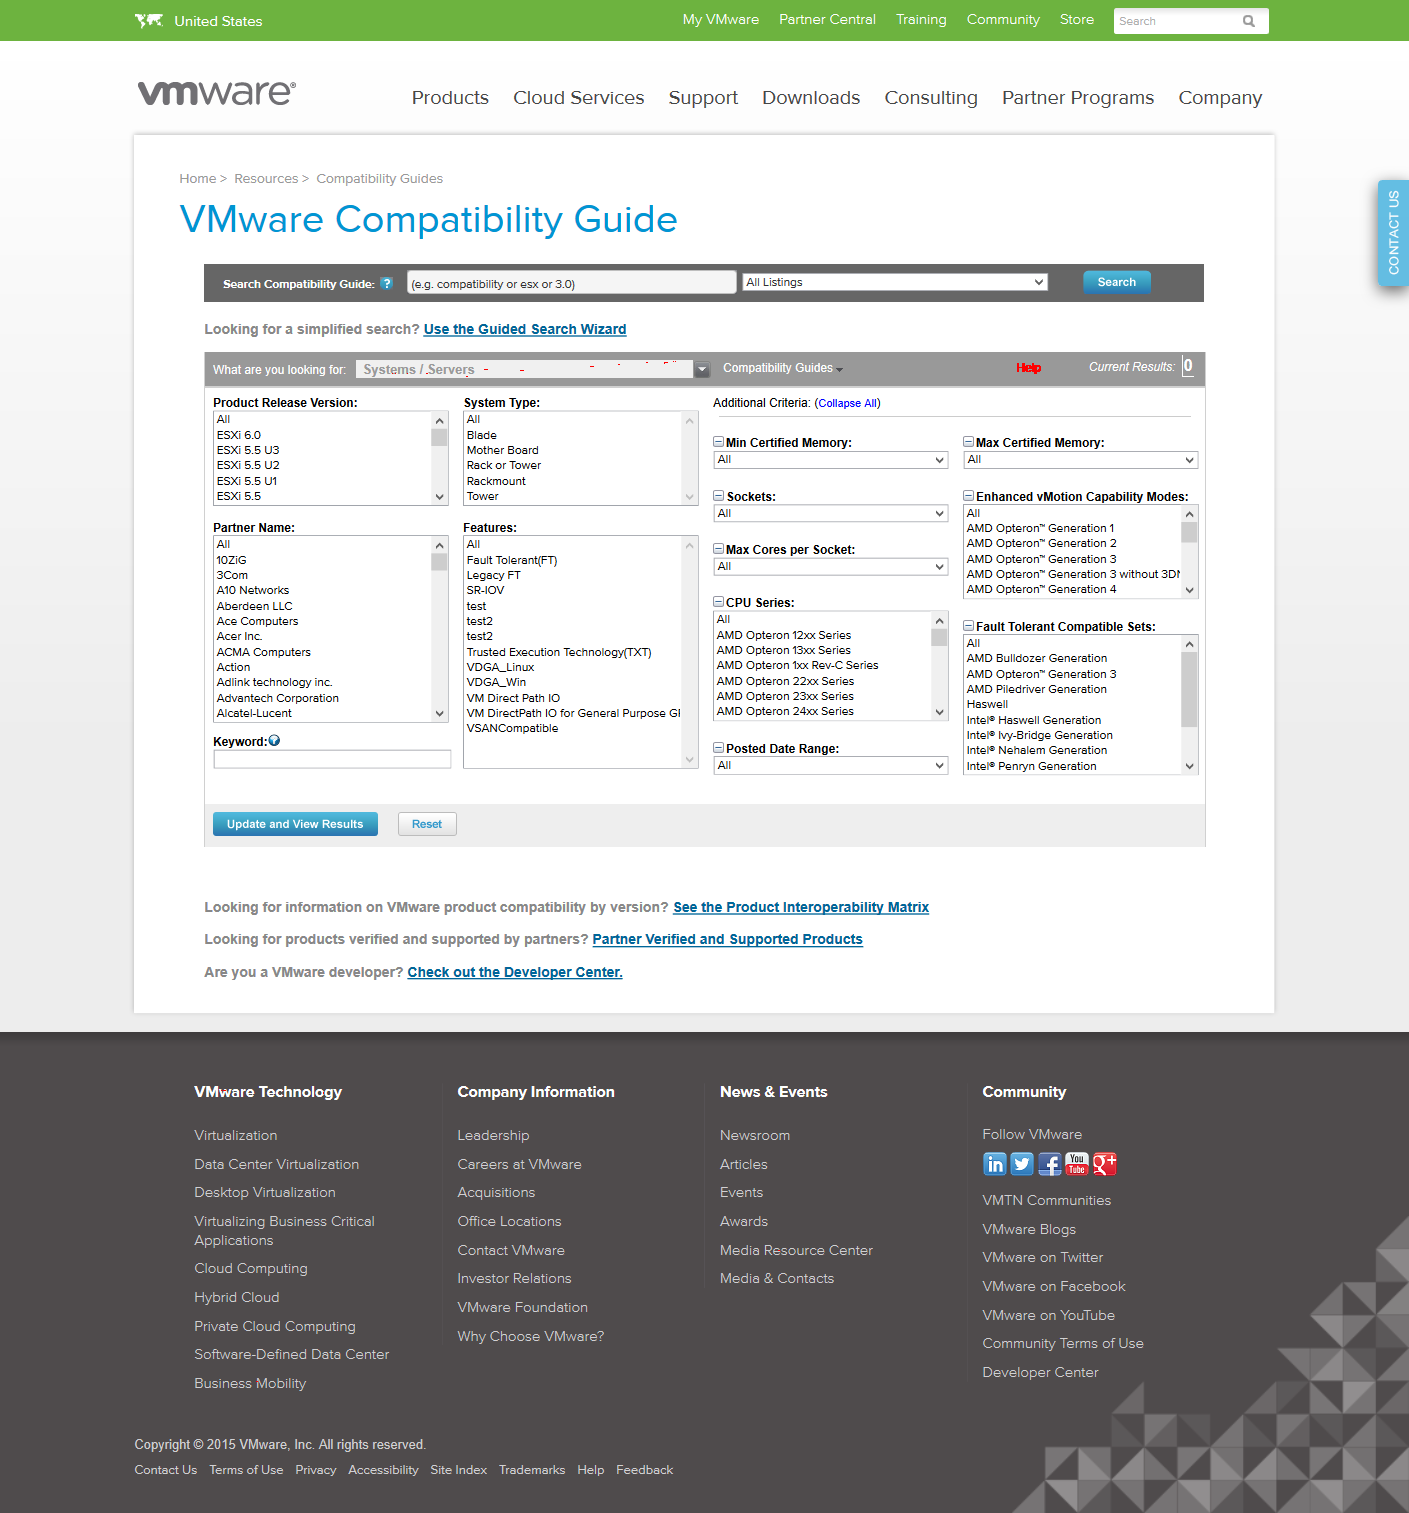 United States
My VMware Partner Central Training Community Store Search
vmware®
Products Cloud Services Support Downloads Consulting Partner Programs Company
Home > Resources > Compatibility Guides
VMware Compatibility Guide
CONTACT US
Search Compatibility Guide: ? (e.g. compatibility or esx or 3.0) All Listings Search
Looking for a simplified search? Use the Guided Search Wizard
What are you looking for: Systems / Servers Compatibility Guides Help Current Results: 0
Product Release Version:
All
ESXi 6.0
ESXi 5.5 U3
ESXi 5.5 U2
ESXi 5.5 U1
ESXi 5.5
System Type:
All
Blade
Mother Board
Rack or Tower
Rackmount
Tower
Partner Name:
All
10ZiG
3Com
A10 Networks
Aberdeen LLC
Ace Computers
Acer Inc.
ACMA Computers
Action
Adlink technology inc.
Advantech Corporation
Alcatel-Lucent
Keyword:
Features:
All
Fault Tolerant(FT)
Legacy FT
SR-IOV
test
test2
test2
Trusted Execution Technology(TXT)
VDGA_Linux
VDGA_Win
VM Direct Path IO
VM DirectPath IO for General Purpose GI
VSANCompatible
Additional Criteria: (Collapse All)
Min Certified Memory:
All
Sockets:
All
Max Cores per Socket:
All
CPU Series:
All
AMD Opteron 12xx Series
AMD Opteron 13xx Series
AMD Opteron 1xx Rev-C Series
AMD Opteron 22xx Series
AMD Opteron 23xx Series
AMD Opteron 24xx Series
Posted Date Range:
All
Max Certified Memory:
All
Enhanced vMotion Capability Modes:
All
AMD Opteron™ Generation 1
AMD Opteron™ Generation 2
AMD Opteron™ Generation 3
AMD Opteron™ Generation 3 without 3DN
AMD Opteron™ Generation 4
Fault Tolerant Compatible Sets:
All
AMD Bulldozer Generation
AMD Opteron™ Generation 3
AMD Piledriver Generation
Haswell
Intel® Haswell Generation
Intel® Ivy-Bridge Generation
Intel® Nehalem Generation
Intel® Penryn Generation
Update and View Results Reset
Looking for information on VMware product compatibility by version? See the Product Interoperability Matrix
Looking for products verified and supported by partners? Partner Verified and Supported Products
Are you a VMware developer? Check out the Developer Center.
VMware Technology
Virtualization
Data Center Virtualization
Desktop Virtualization
Virtualizing Business Critical
Applications
Cloud Computing
Hybrid Cloud
Private Cloud Computing
Software-Defined Data Center
Business Mobility
Company Information
Leadership
Careers at VMware
Acquisitions
Office Locations
Contact VMware
Investor Relations
VMware Foundation
Why Choose VMware?
News & Events
Newsroom
Articles
Events
Awards
Media Resource Center
Media & Contacts
Community
Follow VMware
in f You Tube g+
VMTN Communities
VMware Blogs
VMware on Twitter
VMware on Facebook
VMware on YouTube
Community Terms of Use
Developer Center
Copyright © 2015 VMware, Inc. All rights reserved.
Contact Us Terms of Use Privacy Accessibility Site Index Trademarks Help Feedback